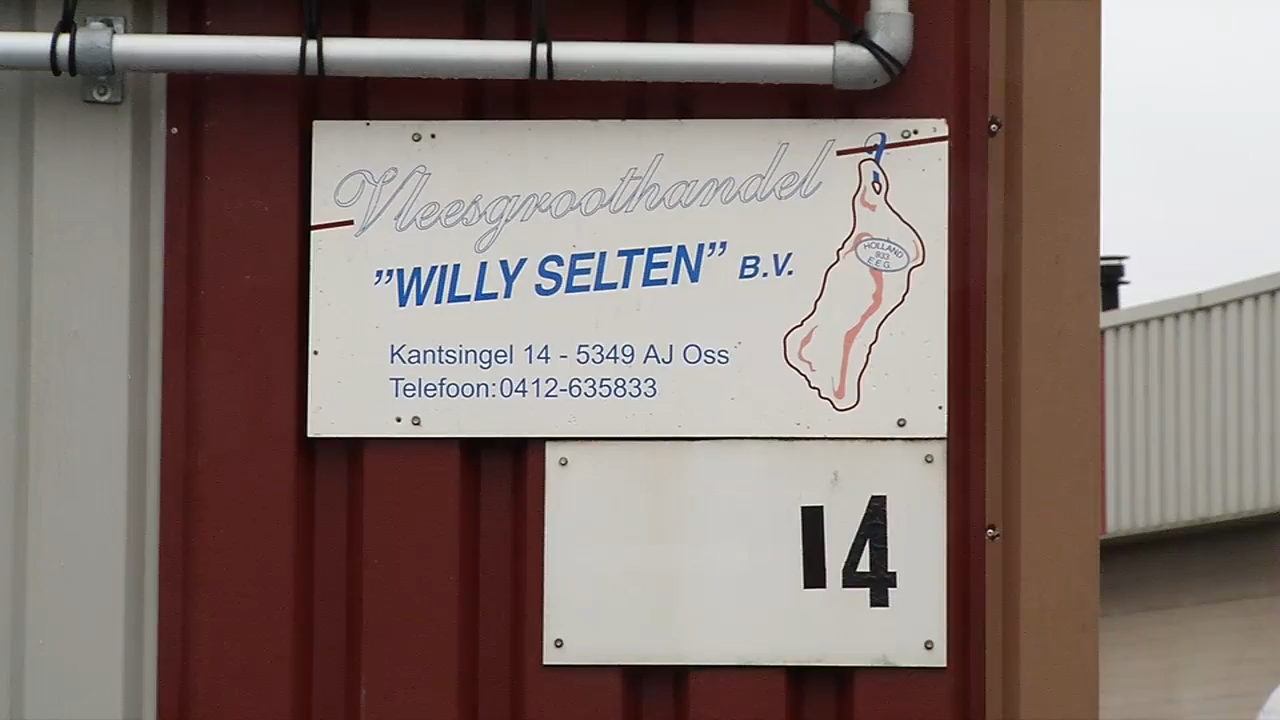 Vleesgroothandel
”WILLY SELTEN” B.V.
HOLLAND
933
E.E.G.
Kantsingel 14 - 5349 AJ Oss
Telefoon:0412-635833
14